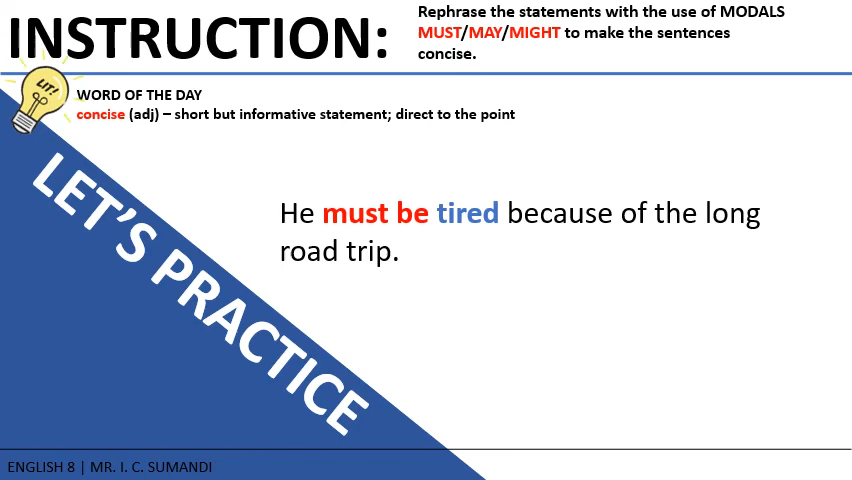 INSTRUCTION:
Rephrase the statements with the use of MODALS
MUST/MAY/MIGHT to make the sentences
concise.
LIT!
WORD OF THE DAY
concise (adj) – short but informative statement; direct to the point
LET'S PRACTICE
He must be tired because of the long
road trip.
ENGLISH 8 | MR. I. C. SUMANDI